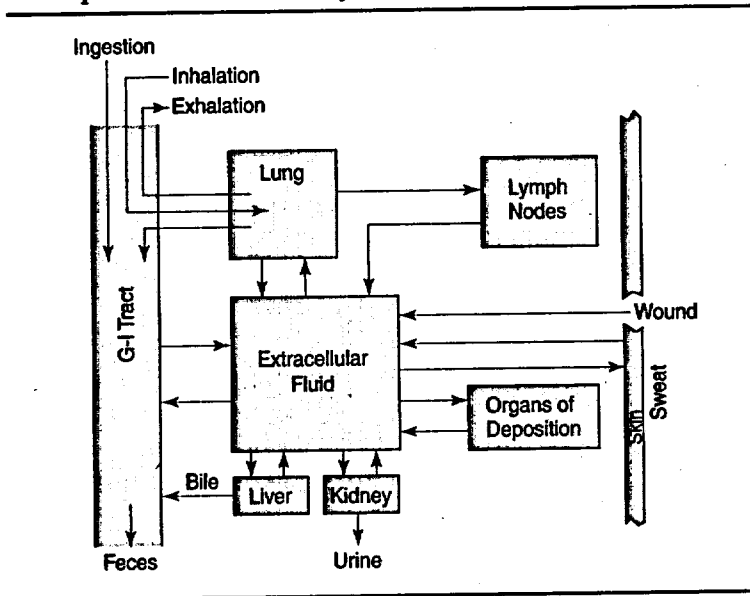 Ingestion
Inhalation
Exhalation
Lung
Lymph
Nodes
G-I Tract
Wound
Extracellular
Fluid
Organs of
Deposition
Skin
Sweat
Bile
Liver
Kidney
Feces
Urine